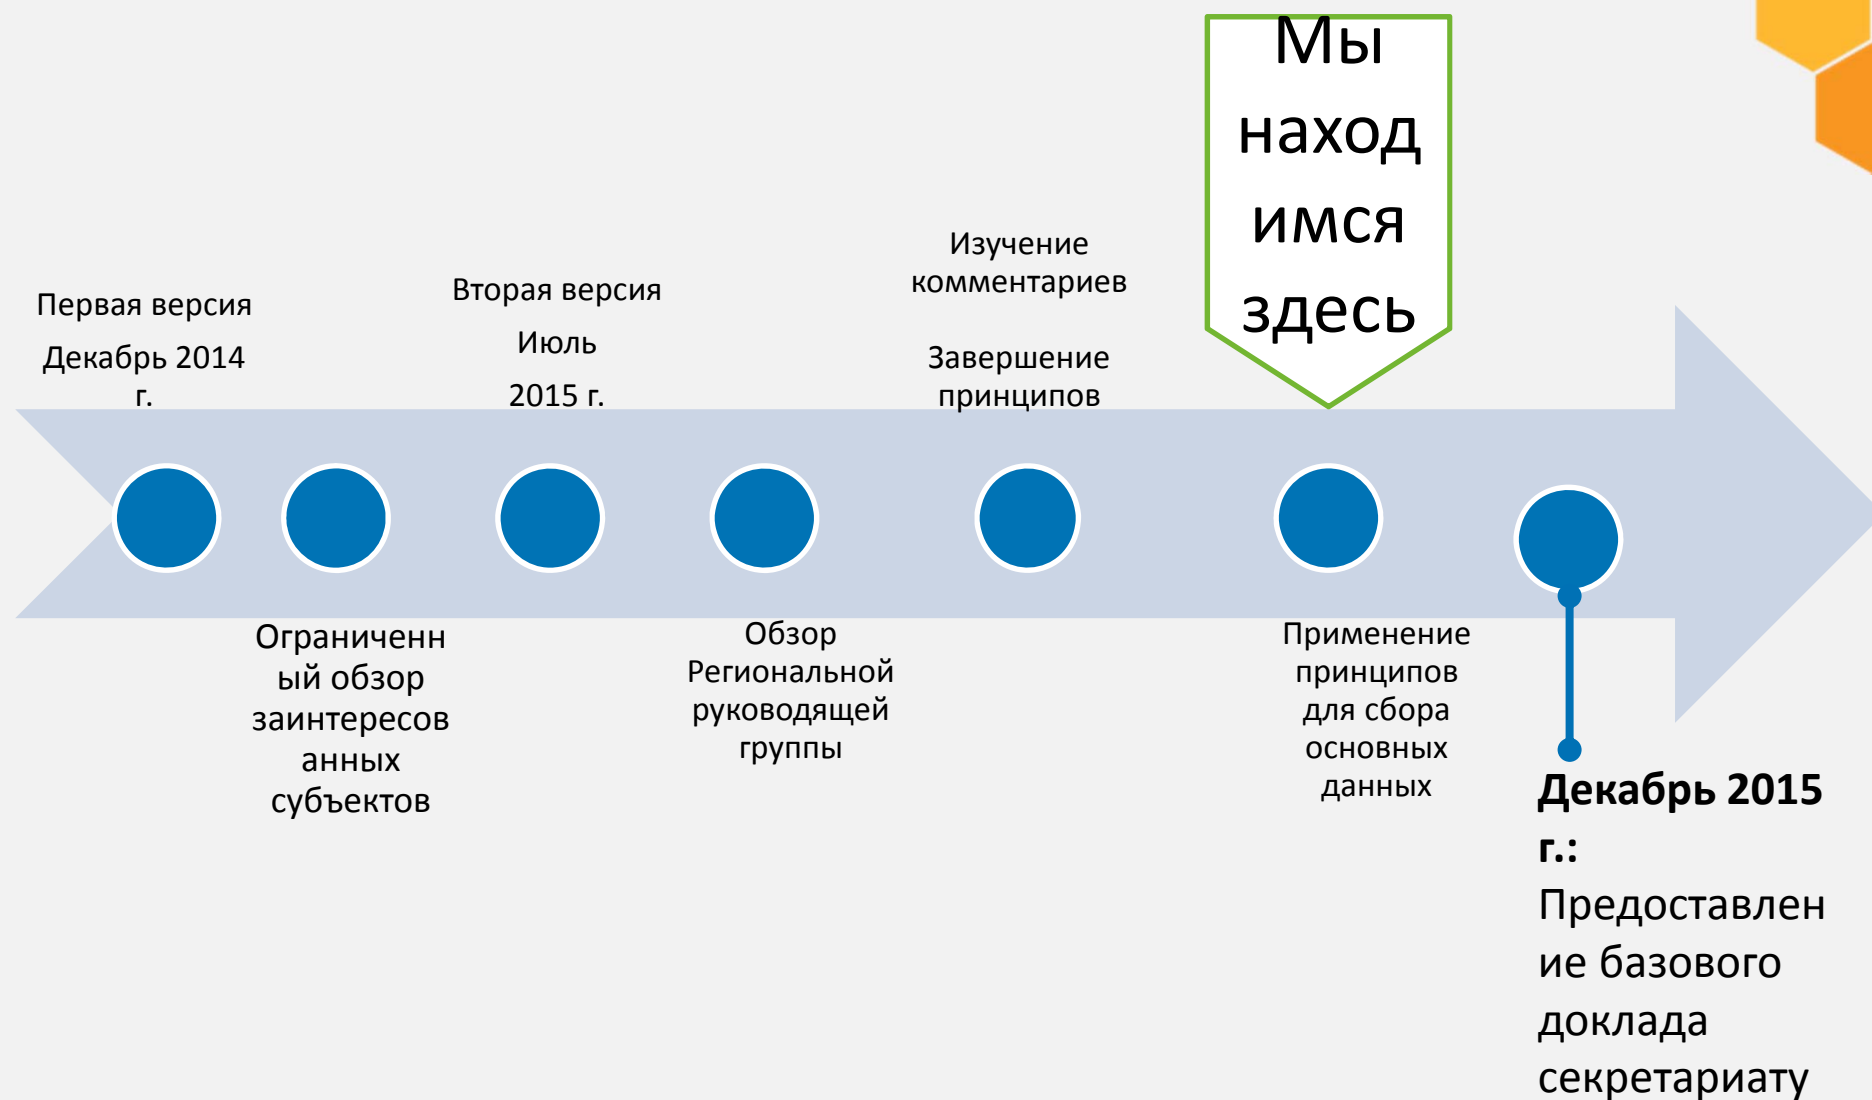 Первая версия
Декабрь 2014
г.
Ограниченн
ый обзор
заинтересов
анных
субъектов
Вторая версия
Июль
2015 г.
Обзор
Региональной
руководящей
группы
Изучение
комментариев
Завершение
принципов
Мы
наход
имся
здесь
Применение
принципов
для сбора
основных
данных
Декабрь 2015
г.:
Предоставлен
ие базового
доклада
секретариату